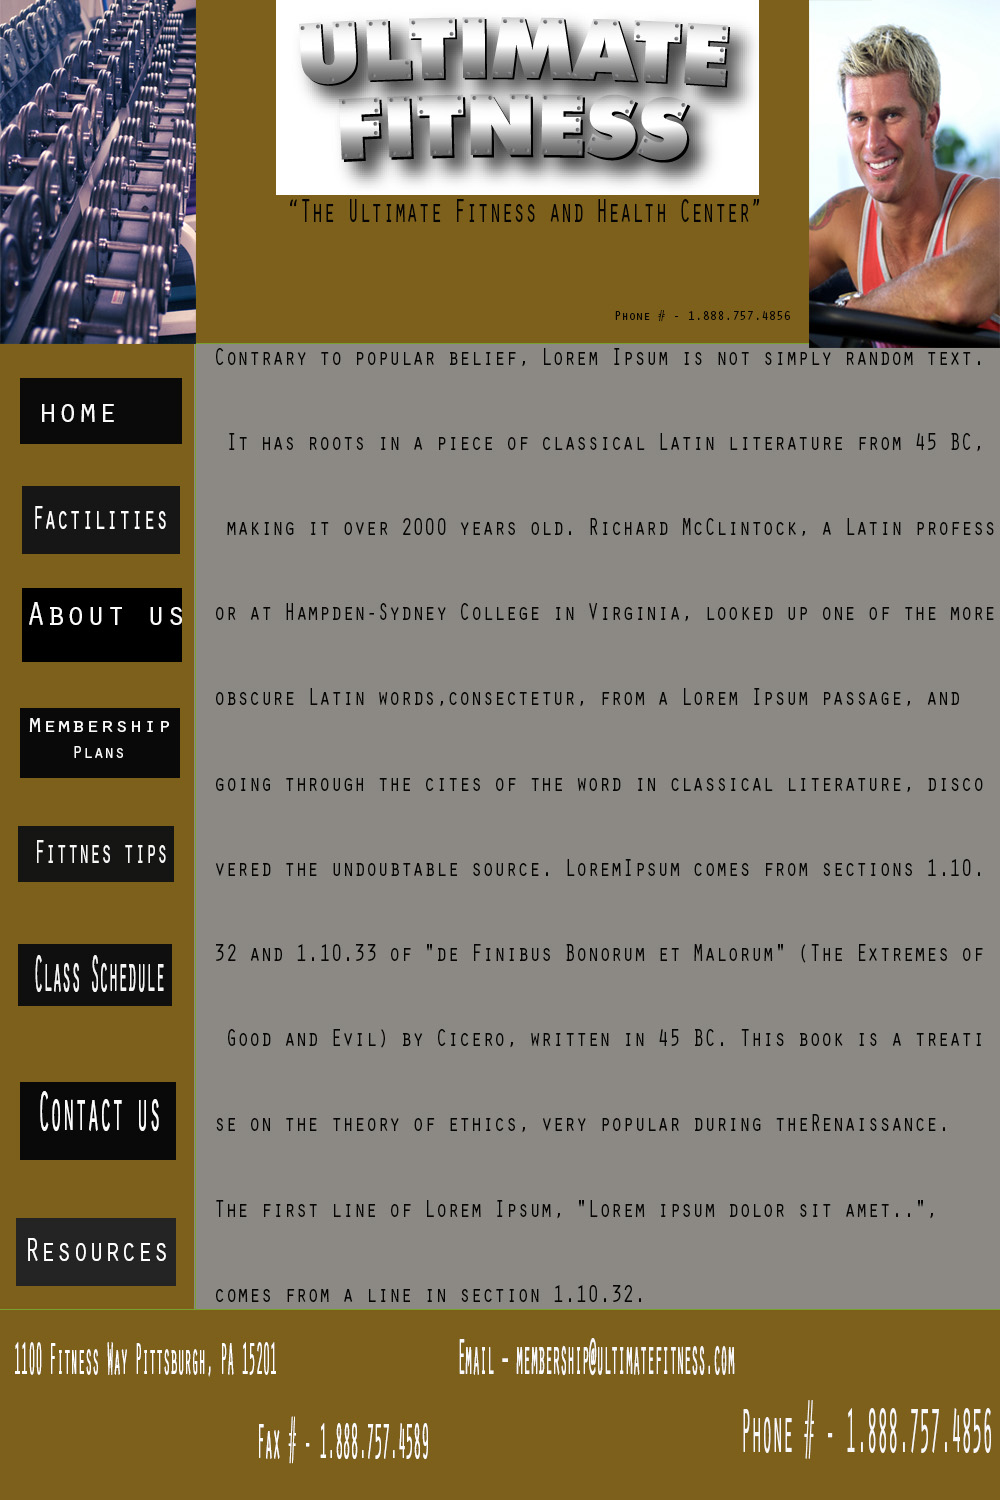 ULTIMATE
FITNESS
“The Ultimate Fitness and Health Center”
Phone # - 1.888.757.4856
HOME
Factilities
About us
Membership
Plans
Fittnes tips
Class Schedule
Contact us
Resources
Contrary to popular belief, Lorem Ipsum is not simply random text.
It has roots in a piece of classical Latin literature from 45 BC,
making it over 2000 years old. Richard McClintock, a Latin profess
or at Hampden-Sydney College in Virginia, looked up one of the more
obscure Latin words,consectetur, from a Lorem Ipsum passage, and
going through the cites of the word in classical literature, disco
vered the undoubtable source. LoremIpsum comes from sections 1.10.
32 and 1.10.33 of "de Finibus Bonorum et Malorum" (The Extremes of
Good and Evil) by Cicero, written in 45 BC. This book is a treati
se on the theory of ethics, very popular during theRenaissance.
The first line of Lorem Ipsum, "Lorem ipsum dolor sit amet..",
comes from a line in section 1.10.32.
1100 Fitness Way Pittsburgh, PA 15201
Email - membership@ultimatefitness.com
Fax # - 1.888.757.4589
Phone # - 1.888.757.4856